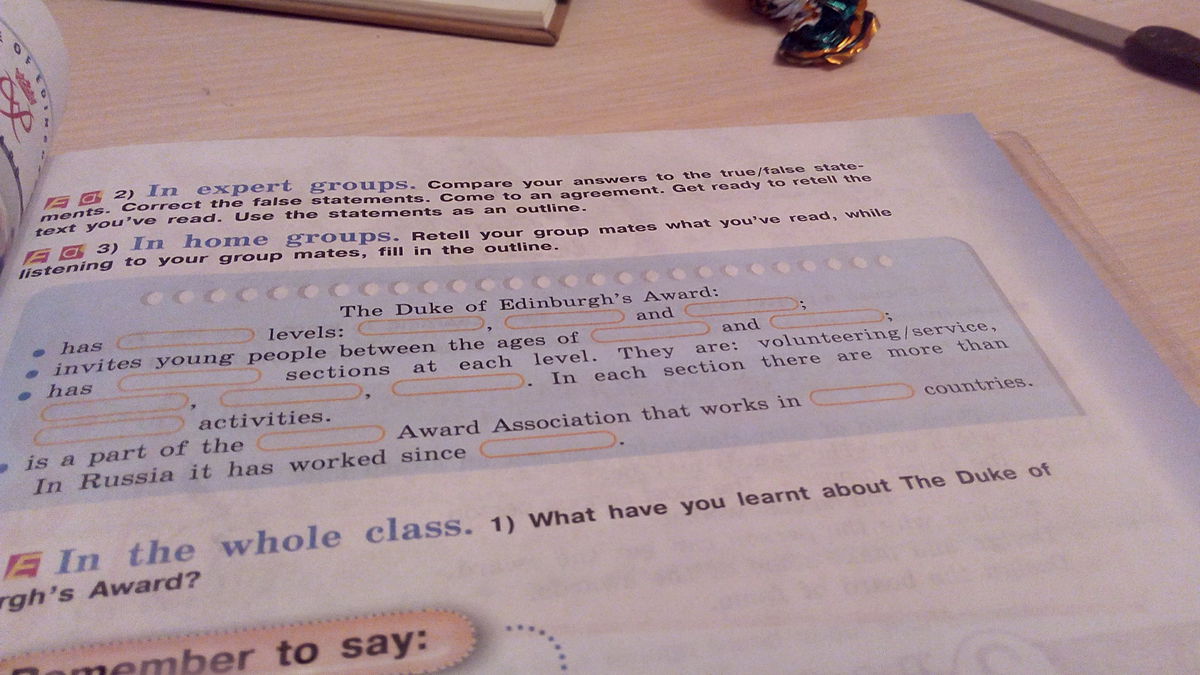 2) In expert groups. Compare your answers to the true/false state-
ments. Correct the false statements. Come to an agreement. Get ready to retell the
text you've read. Use the statements as an outline.
3) In home groups. Retell your group mates what you've read, while
listening to your group mates, fill in the outline.
The Duke of Edinburgh's Award:
• has levels: , and ;
• invites young people between the ages of and ;
• has sections at each level. They are: volunteering/service,
, , . In each section there are more than
activities.
• is a part of the Award Association that works in countries.
In Russia it has worked since .
In the whole class. 1) What have you learnt about The Duke of
rgh's Award?
Remember to say: